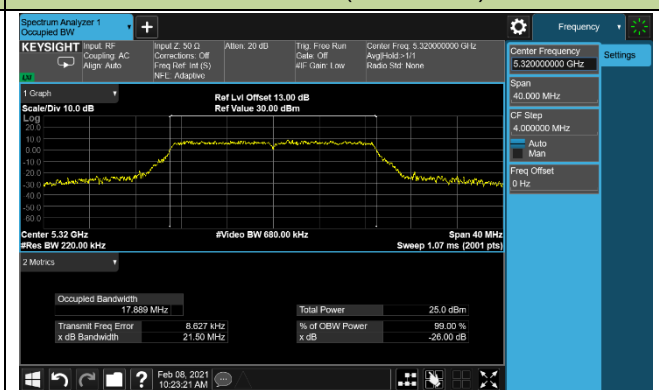 Spectrum Analyzer 1
Occupied BW
Frequency
KEYSIGHT
Input: RF
Coupling: AC
Align: Auto
Input Z: 50 Ω
Corrections: Off
Freq Ref: Int (S)
NFE: Adaptive
Atten: 20 dB
Trig: Free Run
Gate: Off
#IF Gain: Low
Center Freq: 5.320000000 GHz
Avg|Hold:>1/1
Radio Std: None
LXI
Center Frequency
5.320000000 GHz
Settings
Span
40.000 MHz
CF Step
4.000000 MHz
Auto
Man
Freq Offset
0 Hz
1 Graph
Scale/Div 10.0 dB
Ref Lvl Offset 13.00 dB
Ref Value 30.00 dBm
Log
20.0
10.0
0.00
-10.0
-20.0
-30.0
-40.0
-50.0
-60.0
Center 5.32 GHz
#Res BW 220.00 kHz
#Video BW 680.00 kHz
Span 40 MHz
Sweep 1.07 ms (2001 pts)
2 Metrics
Occupied Bandwidth
17.889 MHz
Total Power
25.0 dBm
Transmit Freq Error
8.627 kHz
% of OBW Power
99.00 %
x dB Bandwidth
21.50 MHz
x dB
-26.00 dB
Feb 08, 2021
10:23:21 AM